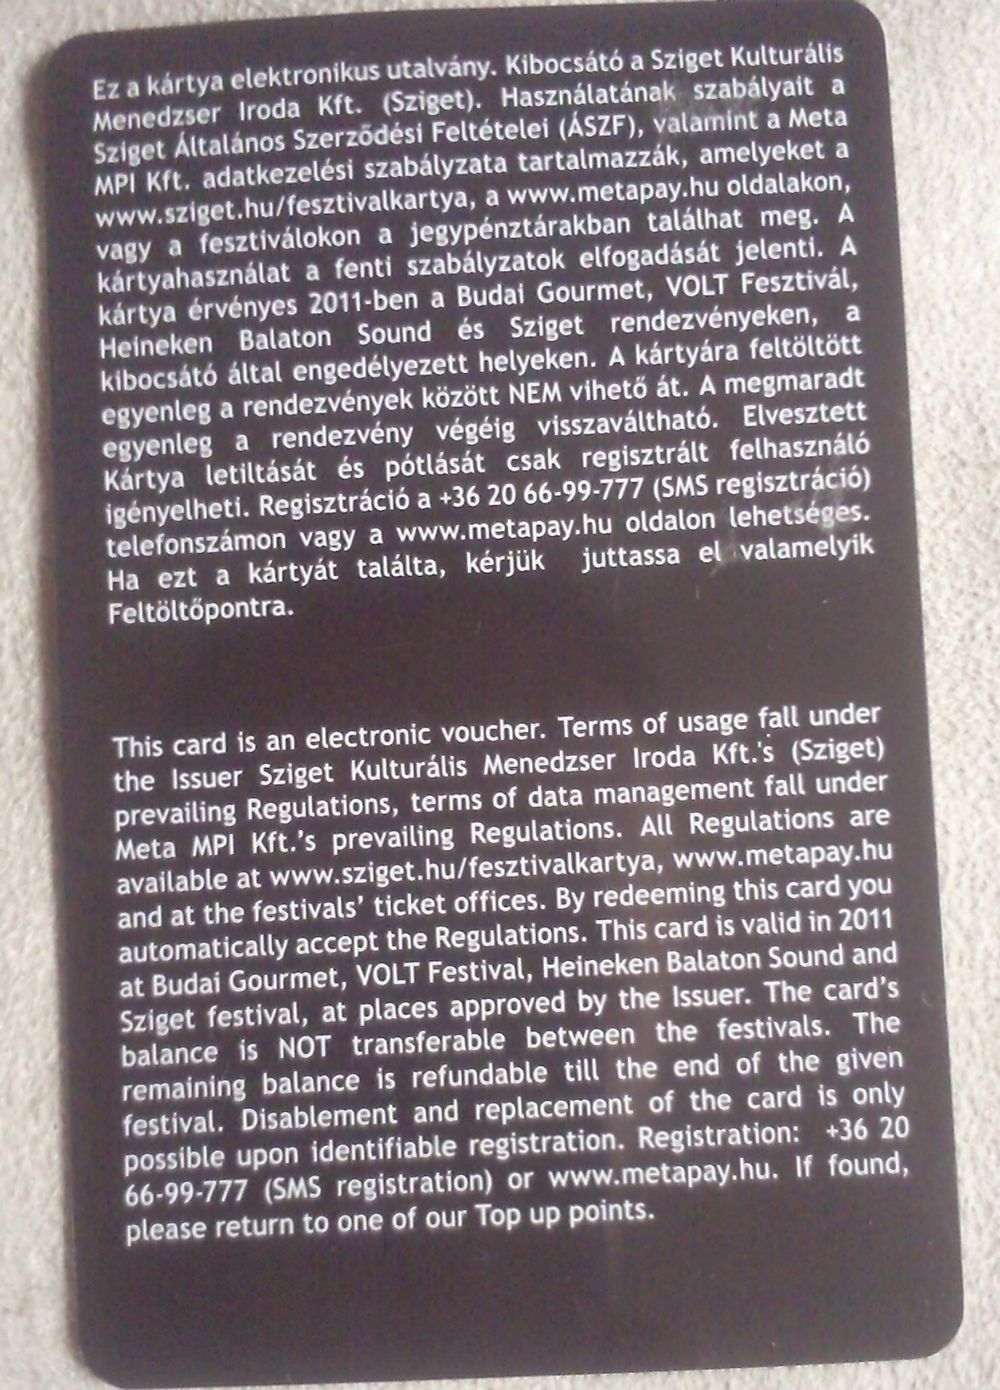 Ez a kártya elektronikus utalvány. Kibocsátó a Sziget Kulturális
Menedzser Iroda Kft. (Sziget). Használatának szabályait a
Sziget Általános Szerződési Feltételei (ÁSZF), valamint a Meta
MPI Kft. adatkezelési szabályzata tartalmazzák, amelyeket a
www.sziget.hu/fesztivalkartya, a www.metapay.hu oldalakon,
vagy a fesztiválokon a jegypénztárakban találhat meg. A
kártyahasználat a fenti szabályzatok elfogadását jelenti. A
kártya érvényes 2011-ben a Budai Gourmet, VOLT Fesztivál,
Heineken Balaton Sound és Sziget rendezvényeken, a
kibocsátó által engedélyezett helyeken. A kártyára feltöltött
egyenleg a rendezvények között NEM vihető át. A megmaradt
egyenleg a rendezvény végéig visszaváltható. Elvesztett
Kártya letiltását és pótlását csak regisztrált felhasználó
igényelheti. Regisztráció a +36 20 66-99-777 (SMS regisztráció)
telefonszámon vagy a www.metapay.hu oldalon lehetséges.
Ha ezt a kártyát találta, kérjük juttassa el valamelyik
Feltöltőpontra.
This card is an electronic voucher. Terms of usage fall under
the Issuer Sziget Kulturális Menedzser Iroda Kft.'s (Sziget)
prevailing Regulations, terms of data management fall under
Meta MPI Kft.'s prevailing Regulations. All Regulations are
available at www.sziget.hu/fesztivalkartya, www.metapay.hu
and at the festivals' ticket offices. By redeeming this card you
automatically accept the Regulations. This card is valid in 2011
at Budai Gourmet, VOLT Festival, Heineken Balaton Sound and
Sziget festival, at places approved by the Issuer. The card's
balance is NOT transferable between the festivals. The
remaining balance is refundable till the end of the given
festival. Disablement and replacement of the card is only
possible upon identifiable registration. Registration: +36 20
66-99-777 (SMS registration) or www.metapay.hu. If found,
please return to one of our Top up points.